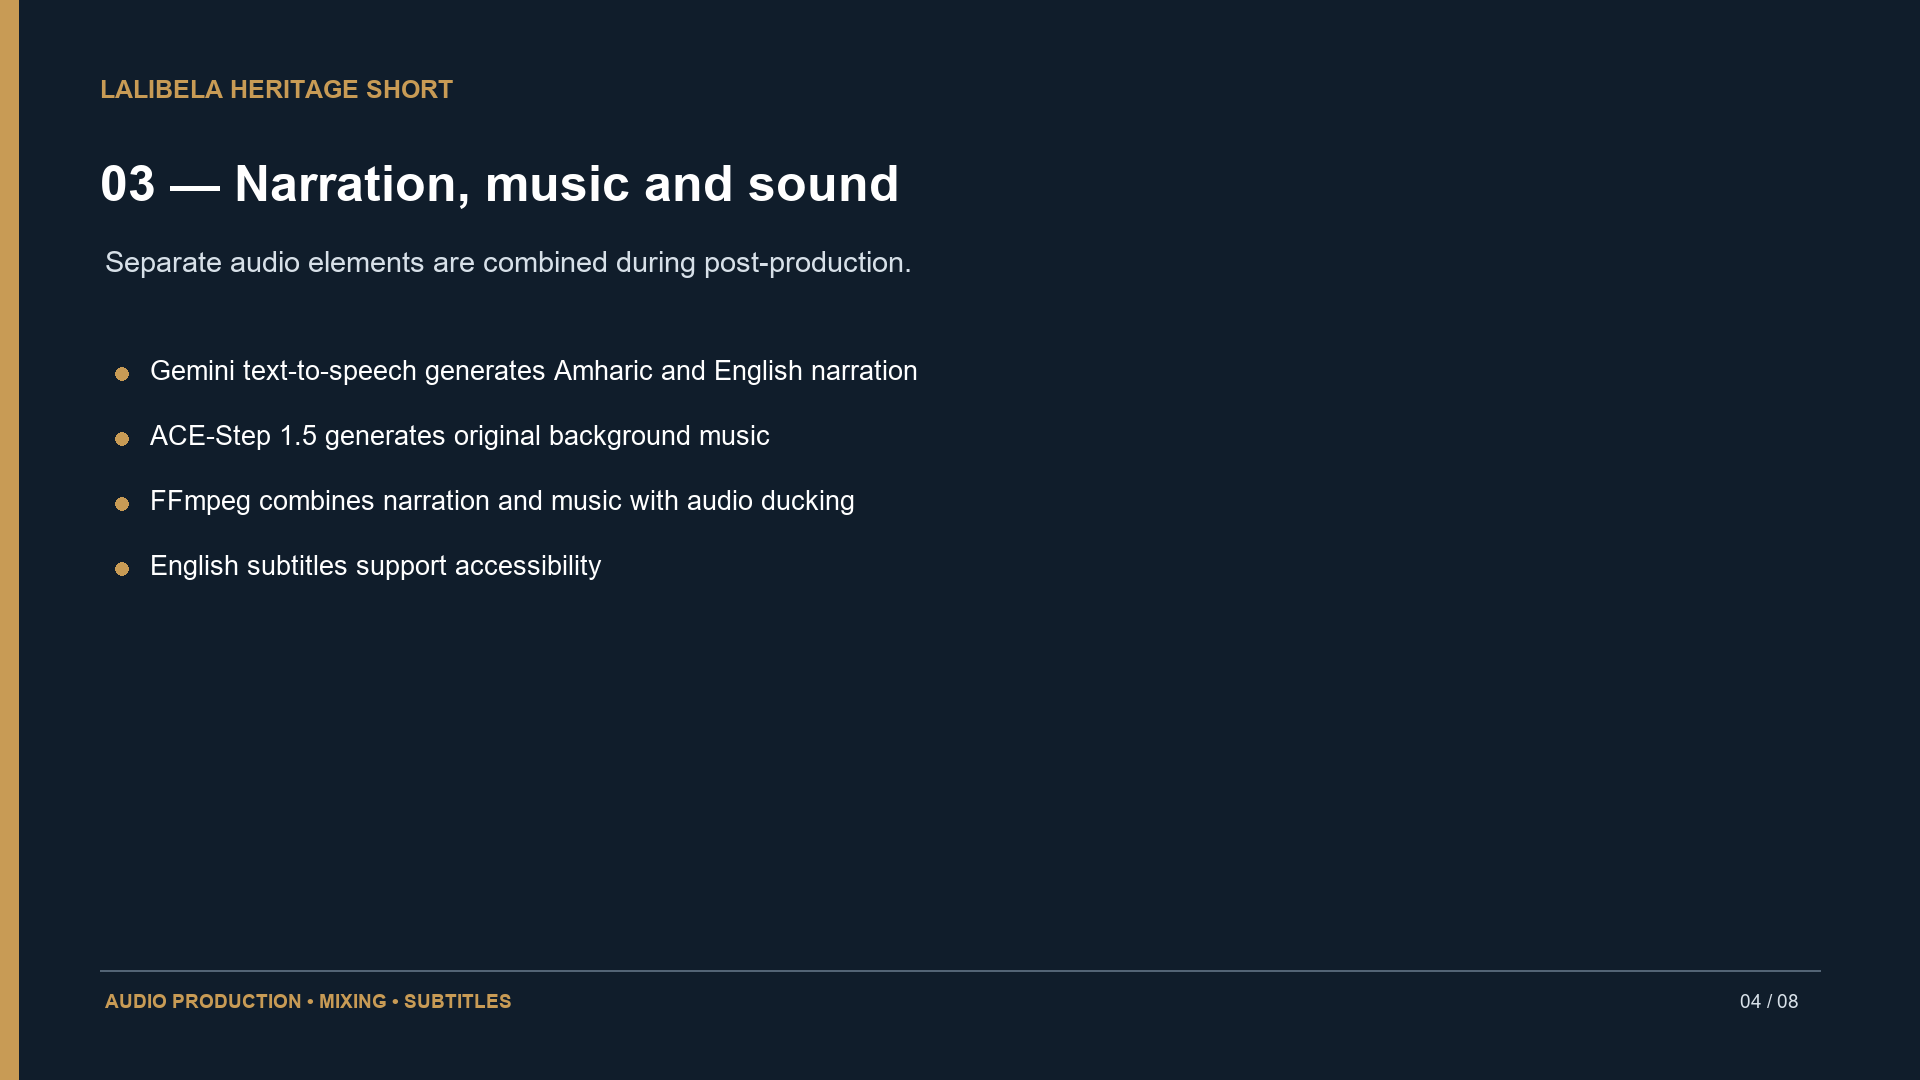 LALIBELA HERITAGE SHORT
03 — Narration, music and sound
Separate audio elements are combined during post-production.
Gemini text-to-speech generates Amharic and English narration
ACE-Step 1.5 generates original background music
FFmpeg combines narration and music with audio ducking
English subtitles support accessibility
AUDIO PRODUCTION • MIXING • SUBTITLES
04 / 08